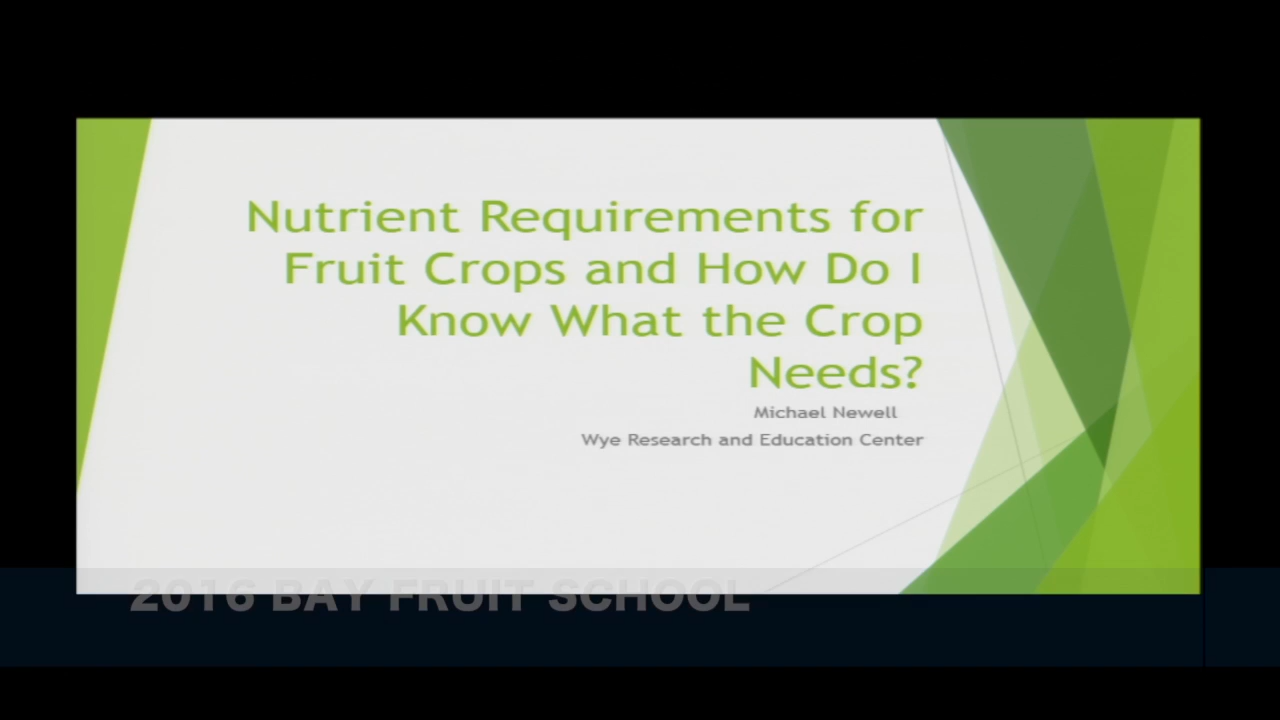 Nutrient Requirements for
Fruit Crops and How Do I
Know What the Crop
Needs?
Michael Newell
Wye Research and Education Center
2016 BAY FRUIT SCHOOL